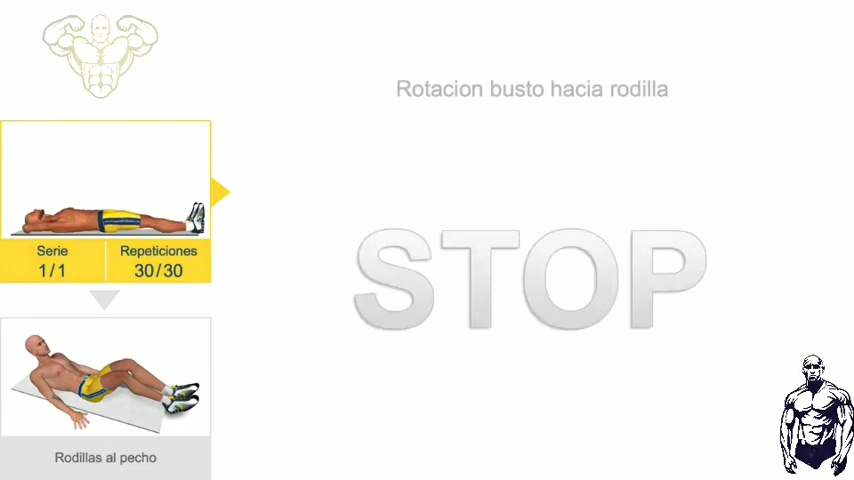 Rotacion busto hacia rodilla
Serie
1/1
Repeticiones
30/30
STOP
Rodillas al pecho